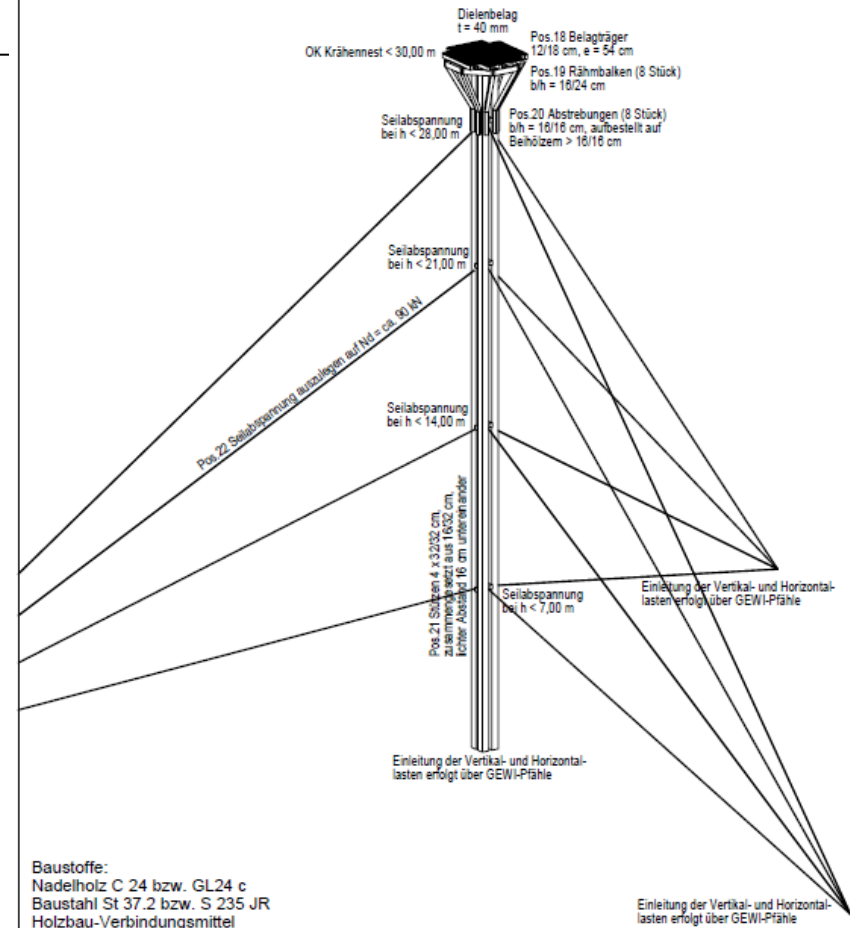 Dielenbelag
t = 40 mm
OK Krähennest < 30,00 m
Pos.18 Belagträger
12/18 cm, e = 54 cm
Pos.19 Rähmbalken (8 Stück)
b/h = 16/24 cm
Seilabspannung
bei h < 28,00 m
Pos.20 Abstrebungen (8 Stück)
b/h = 16/16 cm, aufbestellt auf
Beihölzern > 16/16 cm
Seilabspannung
bei h < 21,00 m
Pos.22 Seilabspannung auszulegen auf Nd = ca. 90 kN
Seilabspannung
bei h < 14,00 m
Pos.21 Stützen 4 x 32/32 cm,
zusammengesetzt aus 16/32 cm,
lichter Abstand 16 cm untereinander
Seilabspannung
bei h < 7,00 m
Einleitung der Vertikal- und Horizontal-
lasten erfolgt über GEWI-Pfähle
Einleitung der Vertikal- und Horizontal-
lasten erfolgt über GEWI-Pfähle
Baustoffe:
Nadelholz C 24 bzw. GL24 c
Baustahl St 37.2 bzw. S 235 JR
Holzbau-Verbindungsmittel
Einleitung der Vertikal- und Horizontal-
lasten erfolgt über GEWI-Pfähle